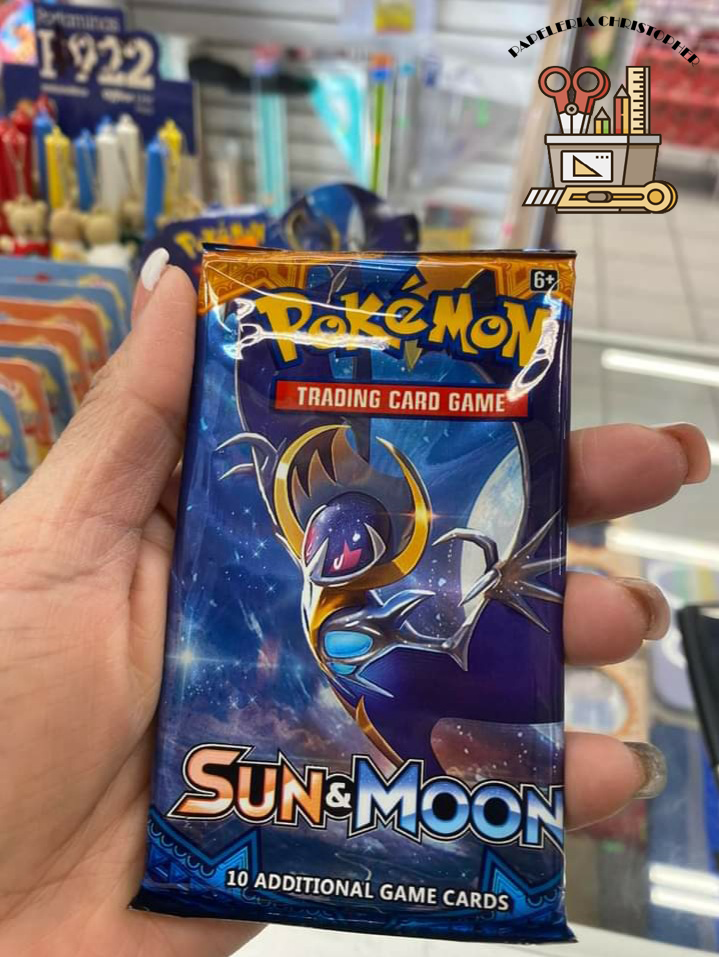 PAPELERIA CHRISTOPHER
1922
POKéMON
6+
TRADING CARD GAME
SUN & MOON
10 ADDITIONAL GAME CARDS